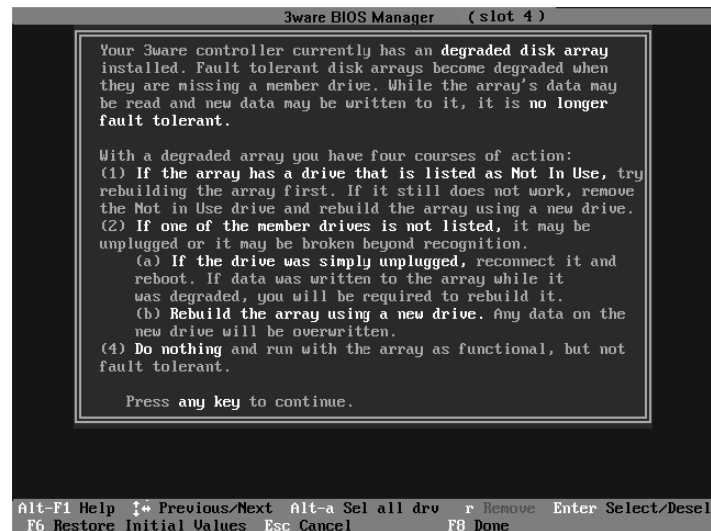 3ware BIOS Manager (slot 4)
Your 3ware controller currently has an degraded disk array
installed. Fault tolerant disk arrays become degraded when
they are missing a member drive. While the array's data may
be read and new data may be written to it, it is no longer
fault tolerant.
With a degraded array you have four courses of action:
(1) If the array has a drive that is listed as Not In Use, try
rebuilding the array first. If it still does not work, remove
the Not in Use drive and rebuild the array using a new drive.
(2) If one of the member drives is not listed, it may be
unplugged or it may be broken beyond recognition.
(a) If the drive was simply unplugged, reconnect it and
reboot. If data was written to the array while it
was degraded, you will be required to rebuild it.
(b) Rebuild the array using a new drive. Any data on the
new drive will be overwritten.
(4) Do nothing and run with the array as functional, but not
fault tolerant.
Press any key to continue.
Alt-F1 Help ↕↔ Previous/Next Alt-a Sel all drv r Remove Enter Select/Desel
F6 Restore Initial Values Esc Cancel F8 Done